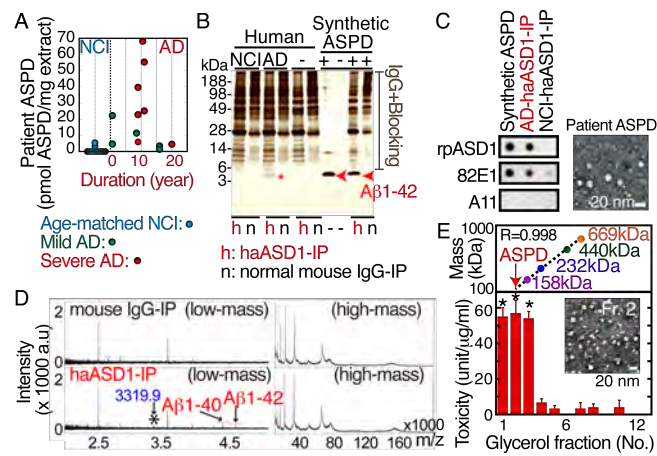 A
Patient ASPD
(pmol ASPD/mg extract)
NCI
AD
70
60
50
40
30
20
10
0
0
10
20
Duration (year)
Age-matched NCI:
Mild AD:
Severe AD:
B
Human
Synthetic
ASPD
NCI AD - + - - + +
kDa
188
98
49
28
14
6
3
*
IgG+Blocking
Aβ1-42
h n h n h n - - h n
h: haASD1-IP
n: normal mouse IgG-IP
C
Synthetic ASPD
AD-haASD1-IP
NCI-haASD1-IP
rpASD1
82E1
A11
Patient ASPD
20 nm
D
Intensity
(x 1000 a.u)
2
1
0
mouse IgG-IP (low-mass)
(high-mass)
2
1
0
haASD1-IP (low-mass)
(high-mass)
3319.9
**
Aβ1-40
Aβ1-42
2.5 3.5 4.5
40 80 120 160
x1000
m/z
E
Mass
(kDa)
1000
100
R=0.998
ASPD
669kDa
440kDa
232kDa
158kDa
Toxicity (unit/µg/ml)
60
40
20
0
* * *
Fr. 2
20 nm
1 6 12
Glycerol fraction (No.)